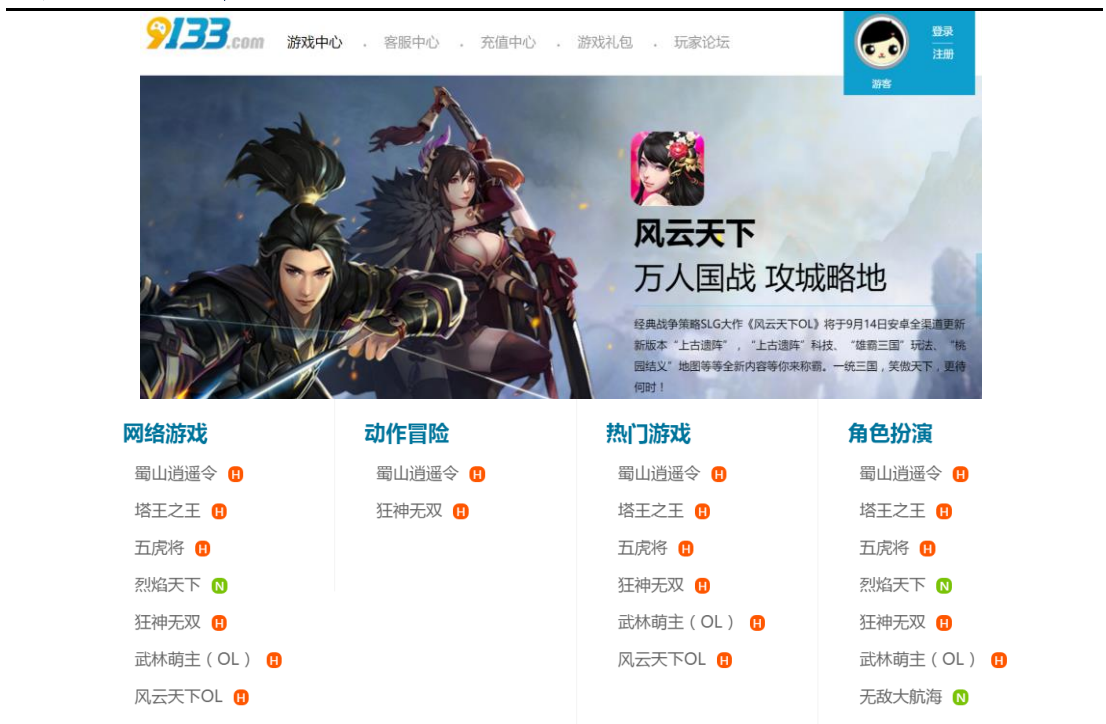 9133.com 游戏中心 . 客服中心 . 充值中心 . 游戏礼包 . 玩家论坛
登录
注册
游客
风云天下
万人国战 攻城略地
经典战争策略SLG大作《风云天下OL》将于9月14日安卓全渠道更新
新版本“上古遗阵”，“上古遗阵”科技、“雄霸三国”玩法、“桃
园结义”地图等等全新内容等你来称霸。一统三国，笑傲天下，更待
何时！
网络游戏
蜀山逍遥令 H
塔王之王 H
五虎将 H
烈焰天下 N
狂神无双 H
武林萌主（OL） H
风云天下OL H
动作冒险
蜀山逍遥令 H
狂神无双 H
热门游戏
蜀山逍遥令 H
塔王之王 H
五虎将 H
狂神无双 H
武林萌主（OL） H
风云天下OL H
角色扮演
蜀山逍遥令 H
塔王之王 H
五虎将 H
烈焰天下 N
狂神无双 H
武林萌主（OL） H
无敌大航海 N